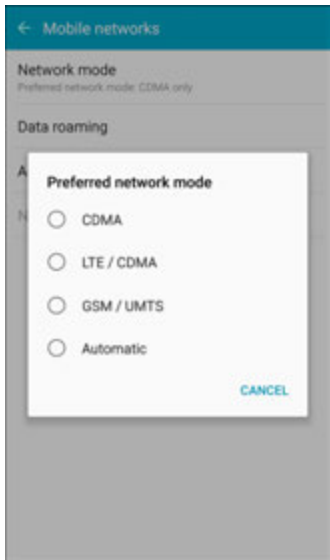 Mobile networks
Network mode
Preferred network mode: CDMA only
Data roaming
A
Preferred network mode
N
CDMA
LTE / CDMA
GSM / UMTS
Automatic
CANCEL